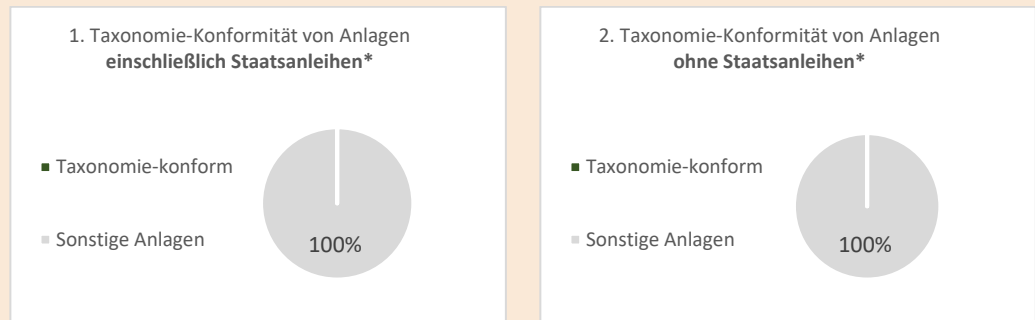 1. Taxonomie-Konformität von Anlagen
einschließlich Staatsanleihen*
Taxonomie-konform
Sonstige Anlagen
100%
2. Taxonomie-Konformität von Anlagen
ohne Staatsanleihen*
Taxonomie-konform
Sonstige Anlagen
100%